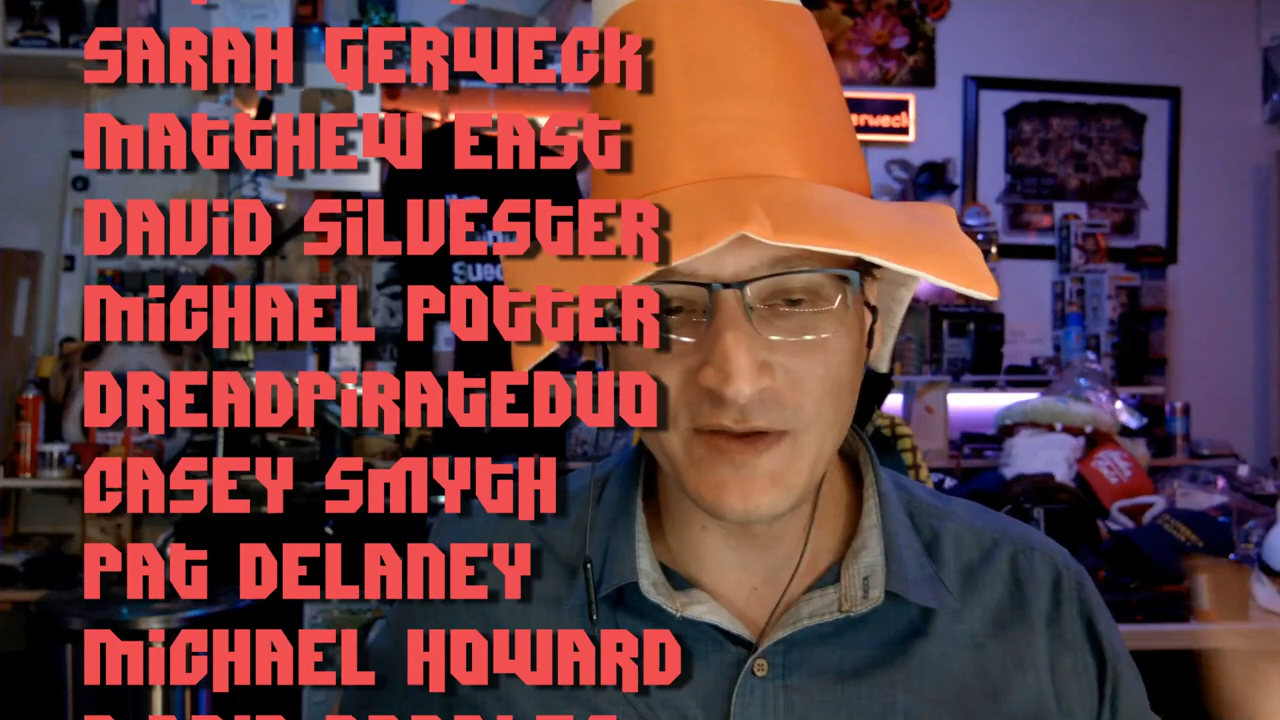 SARAH GERWECK
MATTHEW EAST
DAVID SILVESTER
MICHAEL POTTER
DREADPIRATEDUO
CASEY SMYTH
PAT DELANEY
MICHAEL HOWARD